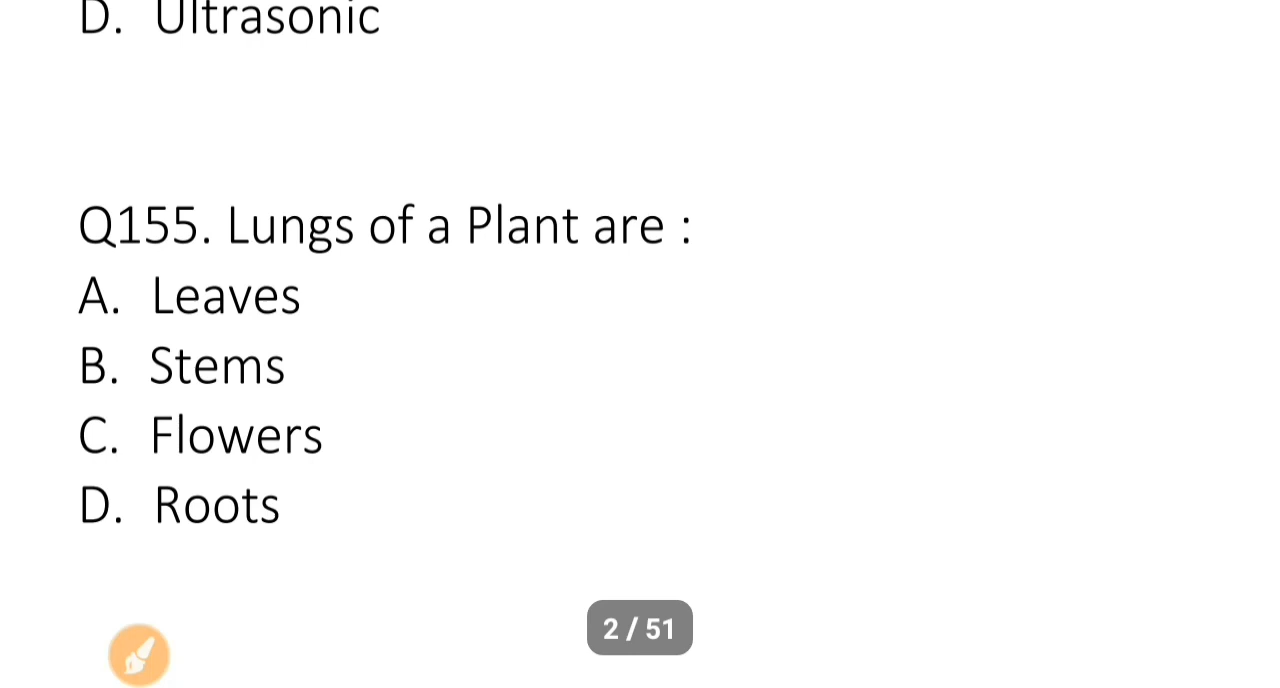 D. Ultrasonic
Q155. Lungs of a Plant are :
A. Leaves
B. Stems
C. Flowers
D. Roots
2 / 51